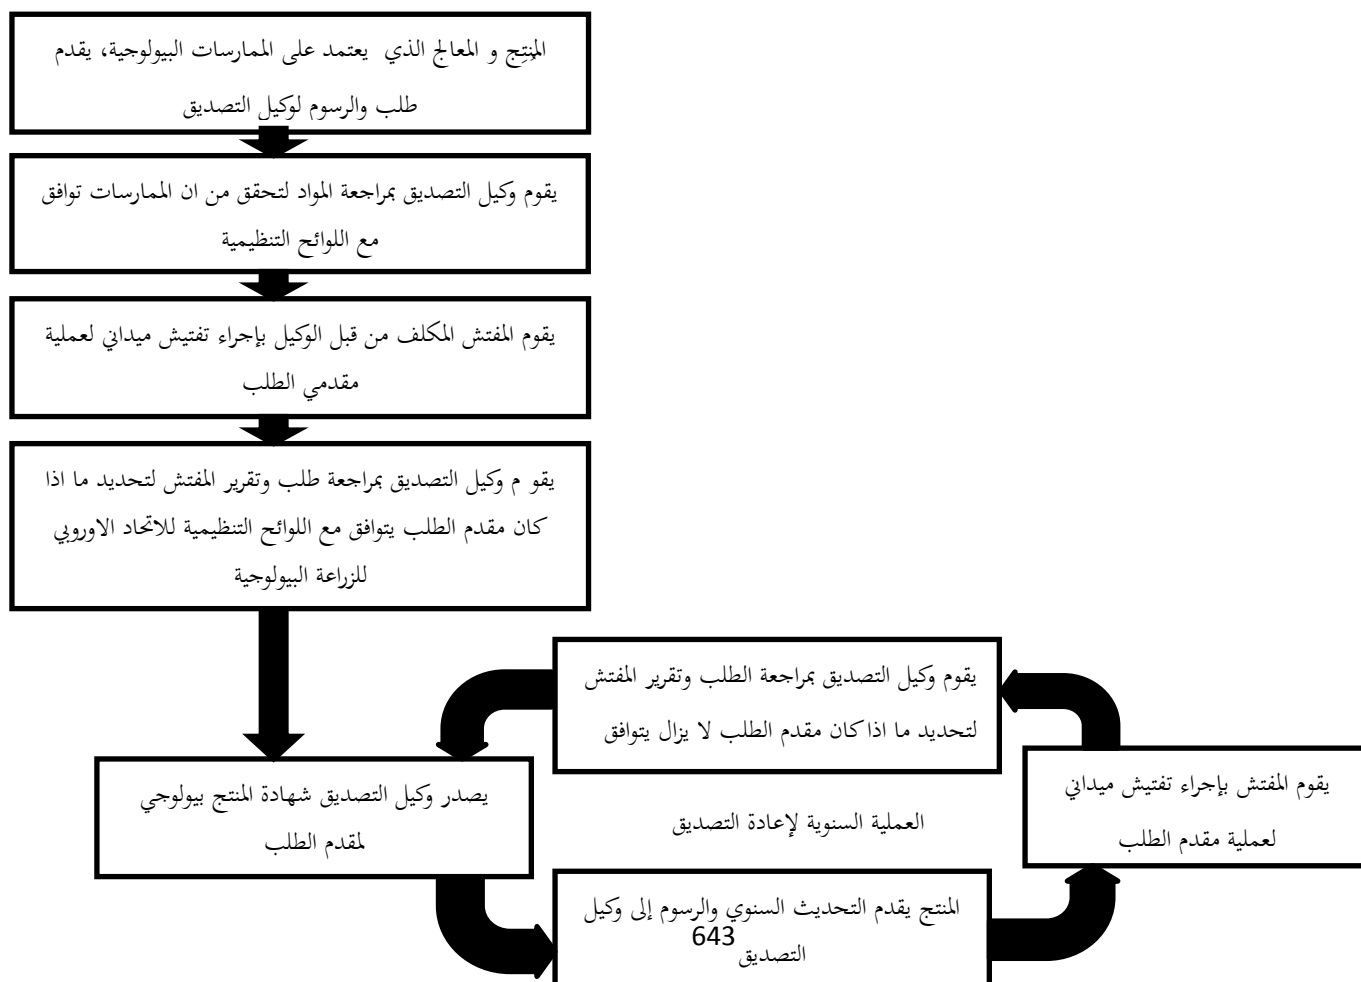 المُنتِج و المعالج الذي يعتمد على الممارسات البيولوجية، يقدم
طلب والرسوم لوكيل التصديق
يقوم وكيل التصديق بمراجعة المواد لتحقق من ان الممارسات توافق
مع اللوائح التنظيمية
يقوم المفتش المكلف من قبل الوكيل بإجراء تفتيش ميداني لعملية
مقدمي الطلب
يقو م وكيل التصديق بمراجعة طلب وتقرير المفتش لتحديد ما اذا
كان مقدم الطلب يتوافق مع اللوائح التنظيمية للاتحاد الاوروبي
للزراعة البيولوجية
يصدر وكيل التصديق شهادة المنتج بيولوجي
لمقدم الطلب
المنتج يقدم التحديث السنوي والرسوم إلى وكيل
التصديق
643
يقوم المفتش بإجراء تفتيش ميداني
لعملية مقدم الطلب
يقوم وكيل التصديق بمراجعة الطلب وتقرير المفتش
لتحديد ما اذا كان مقدم الطلب لا يزال يتوافق
العملية السنوية لإعادة التصديق